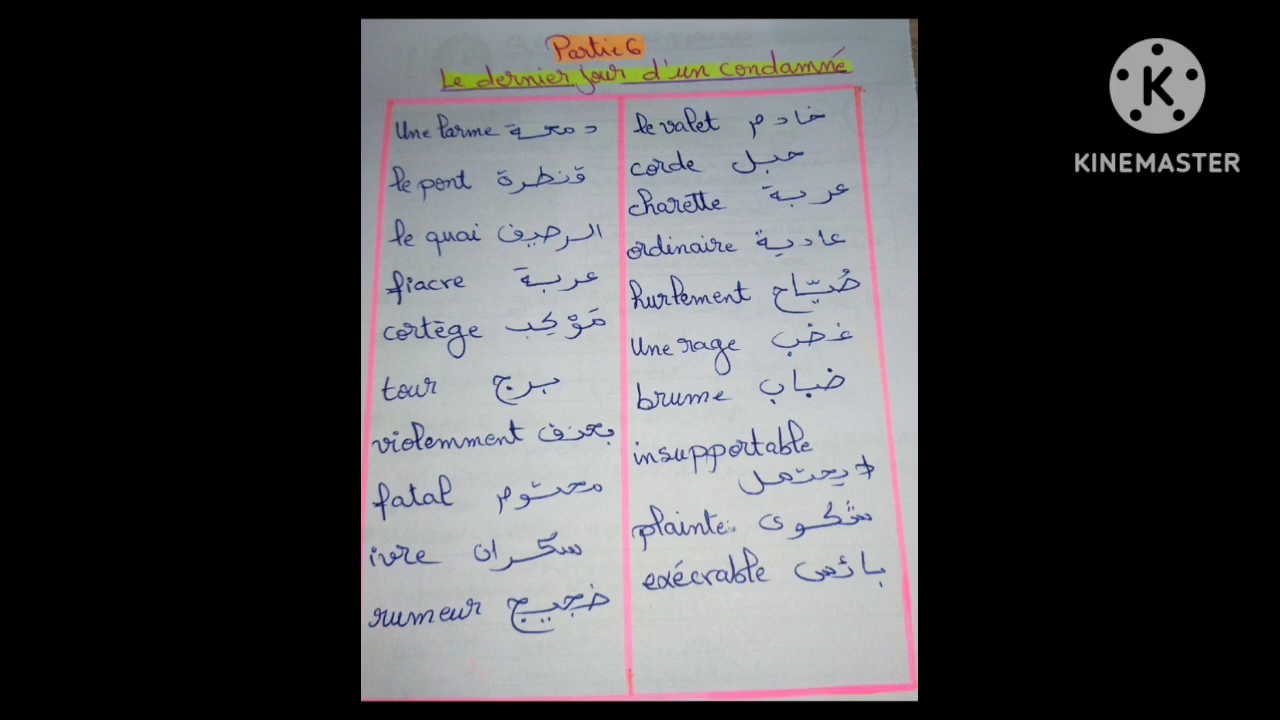 Partie 6
Le dernier jour d'un condamné
Une larme دمعة
le pont قنطرة
le quai الرصيف
fiacre عربة
cortège مَوْكِب
tour برج
violemment بعنف
fatal محتوم
ivre سكران
rumeur ضجيج
le valet خادم
corde حبل
charette عربة
ordinaire عادية
hurlement صُيّاح
Une rage غضب
brume ضباب
insupportable
لا يحتمل
plainte شكوى
exécrable بائس
KINEMASTER